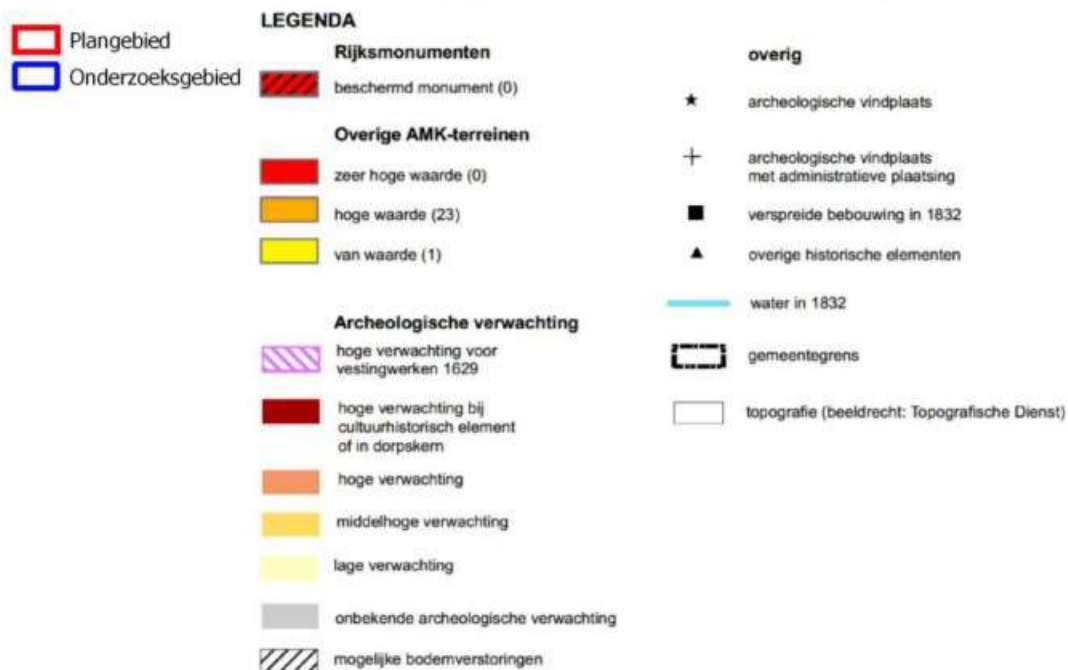 Plangebied
Onderzoeksgebied
LEGENDA
Rijksmonumenten
beschermd monument (0)
Overige AMK-terreinen
zeer hoge waarde (0)
hoge waarde (23)
van waarde (1)
Archeologische verwachting
hoge verwachting voor
vestingwerken 1629
hoge verwachting bij
cultuurhistorisch element
of in dorpskern
hoge verwachting
middelhoge verwachting
lage verwachting
onbekende archeologische verwachting
mogelijke bodemverstoringen
overig
archeologische vindplaats
archeologische vindplaats
met administratieve plaatsing
verspreide bebouwing in 1832
overige historische elementen
water in 1832
gemeentegrens
topografie (beeldrecht: Topografische Dienst)